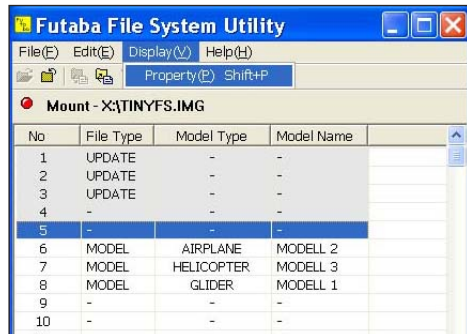 Futaba File System Utility
File(F) Edit(E) Display(V) Help(H)
Property(P) Shift+P
Mount - X:\TINYFS.IMG
No File Type Model Type Model Name
1 UPDATE - -
2 UPDATE - -
3 UPDATE - -
4 - - -
5 - - -
6 MODEL AIRPLANE MODELL 2
7 MODEL HELICOPTER MODELL 3
8 MODEL GLIDER MODELL 1
9 - - -
10 - - -